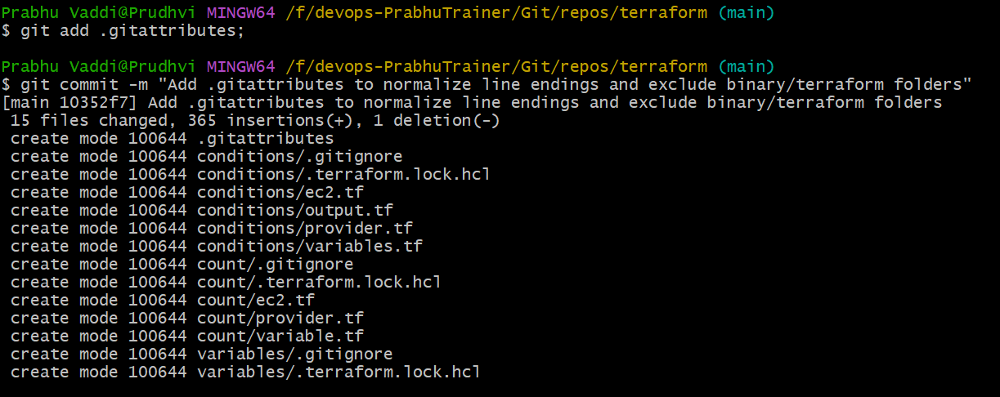 Prabhu Vaddi@Prudhvi MINGW64 /f/devops-PrabhuTrainer/Git/repos/terraform (main)
$ git add .gitattributes;
Prabhu Vaddi@Prudhvi MINGW64 /f/devops-PrabhuTrainer/Git/repos/terraform (main)
$ git commit -m "Add .gitattributes to normalize line endings and exclude binary/terraform folders"
[main 10352f7] Add .gitattributes to normalize line endings and exclude binary/terraform folders
15 files changed, 365 insertions(+), 1 deletion(-)
create mode 100644 .gitattributes
create mode 100644 conditions/.gitignore
create mode 100644 conditions/.terraform.lock.hcl
create mode 100644 conditions/ec2.tf
create mode 100644 conditions/output.tf
create mode 100644 conditions/provider.tf
create mode 100644 conditions/variables.tf
create mode 100644 count/.gitignore
create mode 100644 count/.terraform.lock.hcl
create mode 100644 count/ec2.tf
create mode 100644 count/provider.tf
create mode 100644 count/variable.tf
create mode 100644 variables/.gitignore
create mode 100644 variables/.terraform.lock.hcl